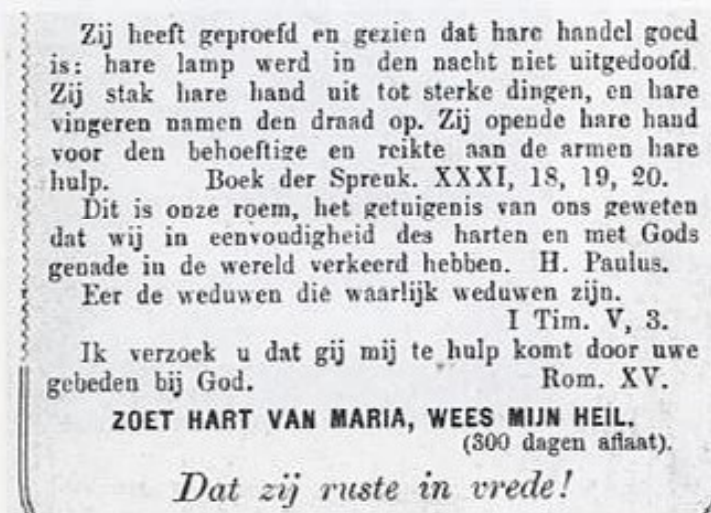 Zij heeft geproefd en gezien dat hare handel goed
is: hare lamp werd in den nacht niet uitgedoofd.
Zij stak hare hand uit tot sterke dingen, en hare
vingeren namen den draad op. Zij opende hare hand
voor den behoeftige en reikte aan de armen hare
hulp. Boek der Spreuk. XXXI, 18, 19, 20.
Dit is onze roem, het getuigenis van ons geweten
dat wij in eenvoudigheid des harten en met Gods
genade in de wereld verkeerd hebben. H. Paulus.
Eer de weduwen die waarlijk weduwen zijn.
I Tim. V, 3.
Ik verzoek u dat gij mij te hulp komt door uwe
gebeden bij God. Rom. XV.
ZOET HART VAN MARIA, WEES MIJN HEIL.
(300 dagen aflaat).
Dat zij ruste in vrede!